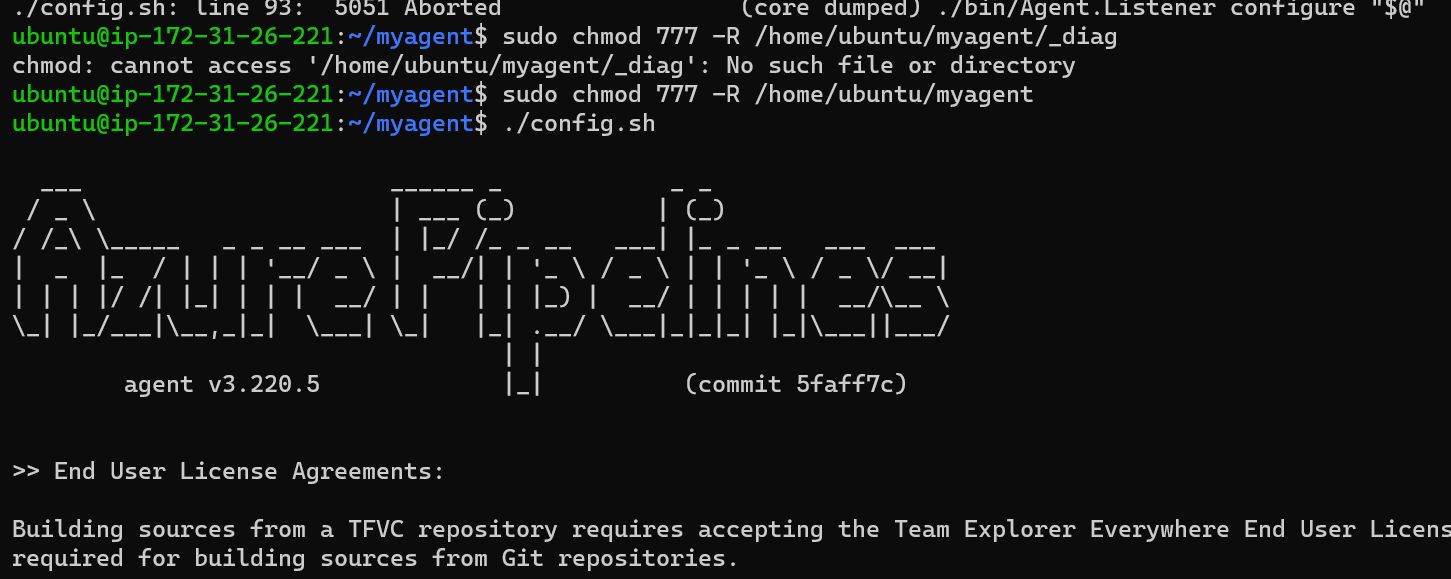 ./config.sh: line 93:  5051 Aborted                 (core dumped) ./bin/Agent.Listener configure "$@"
ubuntu@ip-172-31-26-221:~/myagent$ sudo chmod 777 -R /home/ubuntu/myagent/_diag
chmod: cannot access '/home/ubuntu/myagent/_diag': No such file or directory
ubuntu@ip-172-31-26-221:~/myagent$ sudo chmod 777 -R /home/ubuntu/myagent
ubuntu@ip-172-31-26-221:~/myagent$ ./config.sh
Azure Pipelines
agent v3.220.5                    (commit 5faff7c)
>> End User License Agreements:
Building sources from a TFVC repository requires accepting the Team Explorer Everywhere End User Licens
required for building sources from Git repositories.